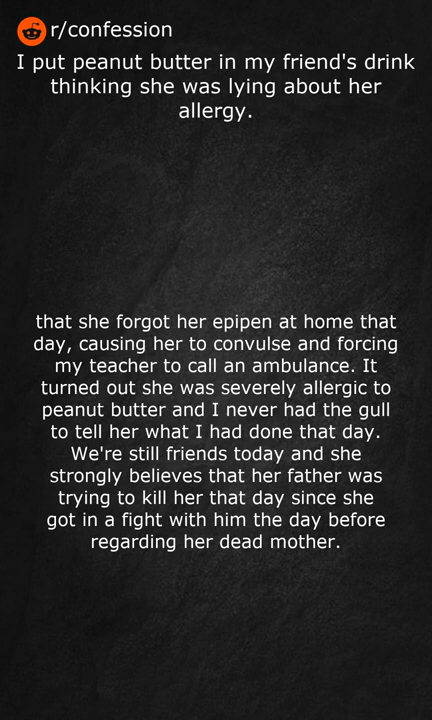 r/confession
I put peanut butter in my friend's drink
thinking she was lying about her
allergy.
that she forgot her epipen at home that
day, causing her to convulse and forcing
my teacher to call an ambulance. It
turned out she was severely allergic to
peanut butter and I never had the gull
to tell her what I had done that day.
We're still friends today and she
strongly believes that her father was
trying to kill her that day since she
got in a fight with him the day before
regarding her dead mother.